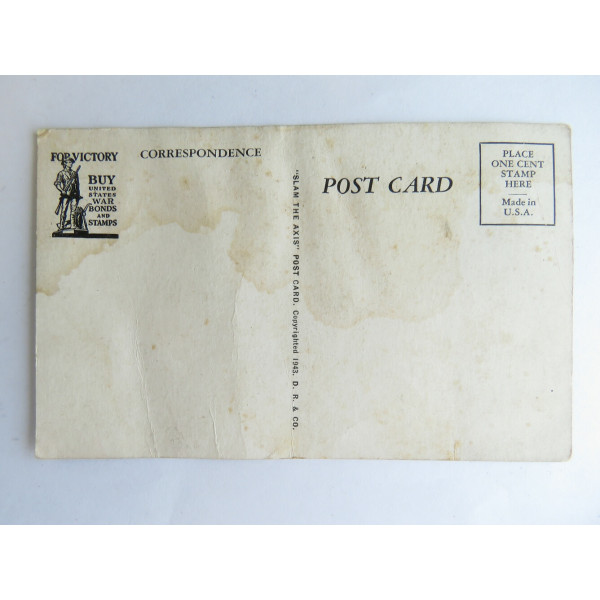 FOR VICTORY
BUY
UNITED
STATES
WAR
BONDS
AND
STAMPS
CORRESPONDENCE
"SLAM THE AXIS" POST CARD. Copyrighted 1943. D. R. & CO.
POST CARD
PLACE
ONE CENT
STAMP
HERE
Made in
U.S.A.